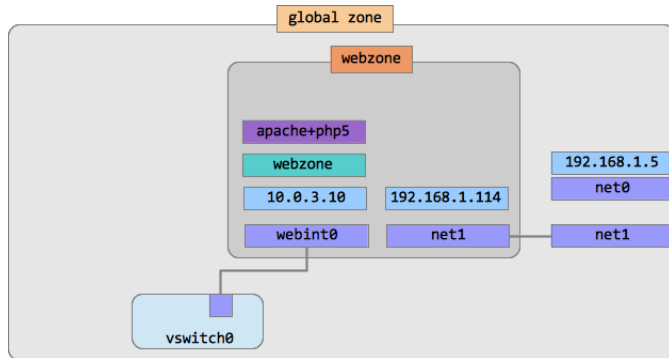 global zone
webzone
apache+php5
webzone
192.168.1.5
10.0.3.10
192.168.1.114
net0
webint0
net1
net1
vswitch0